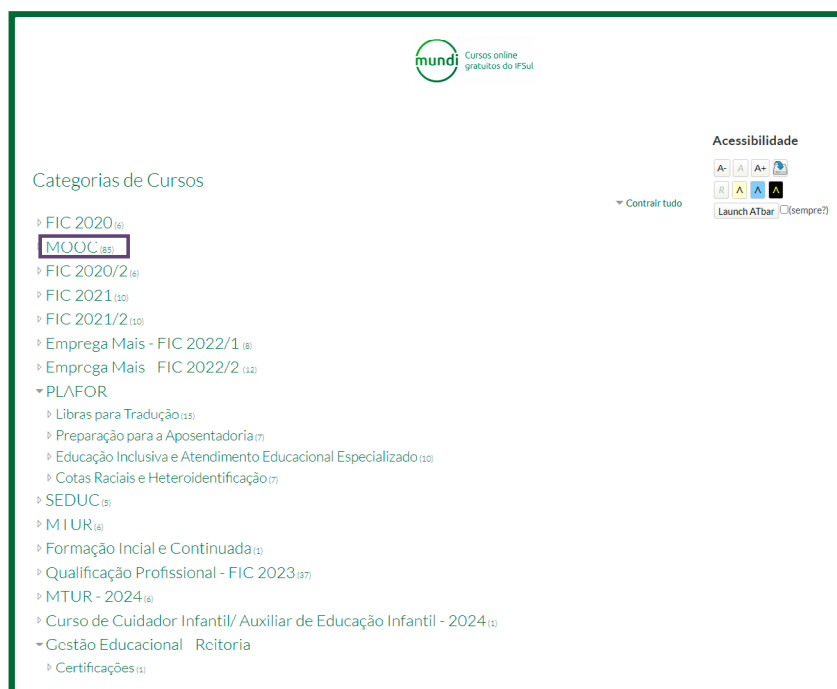 mundi
Cursos online
gratuitos do IFSul
Acessibilidade
A- A A+
R A A A
Launch ATbar (sempre?)
Categorias de Cursos
Contrair tudo
FIC 2020 (6)
MOOC (85)
FIC 2020/2 (6)
FIC 2021 (10)
FIC 2021/2 (10)
Emprega Mais - FIC 2022/1 (8)
Emprega Mais FIC 2022/2 (12)
PLAFOR
Libras para Tradução (15)
Preparação para a Aposentadoria (7)
Educação Inclusiva e Atendimento Educacional Especializado (10)
Cotas Raciais e Heteroidentificação (7)
SEDUC (5)
MTUR (6)
Formação Incial e Continuada (1)
Qualificação Profissional - FIC 2023 (37)
MTUR - 2024 (6)
Curso de Cuidador Infantil/ Auxiliar de Educação Infantil - 2024 (1)
Gestão Educacional Reitoria
Certificações (1)